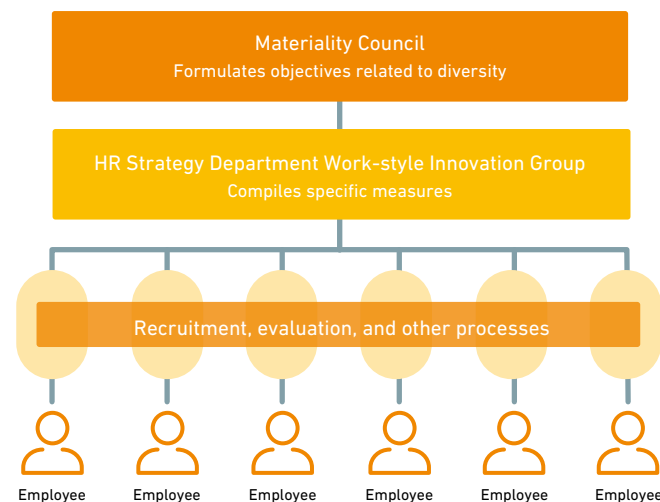 Materiality Council
Formulates objectives related to diversity
HR Strategy Department Work-style Innovation Group
Compiles specific measures
Recruitment, evaluation, and other processes
Employee Employee Employee Employee Employee Employee